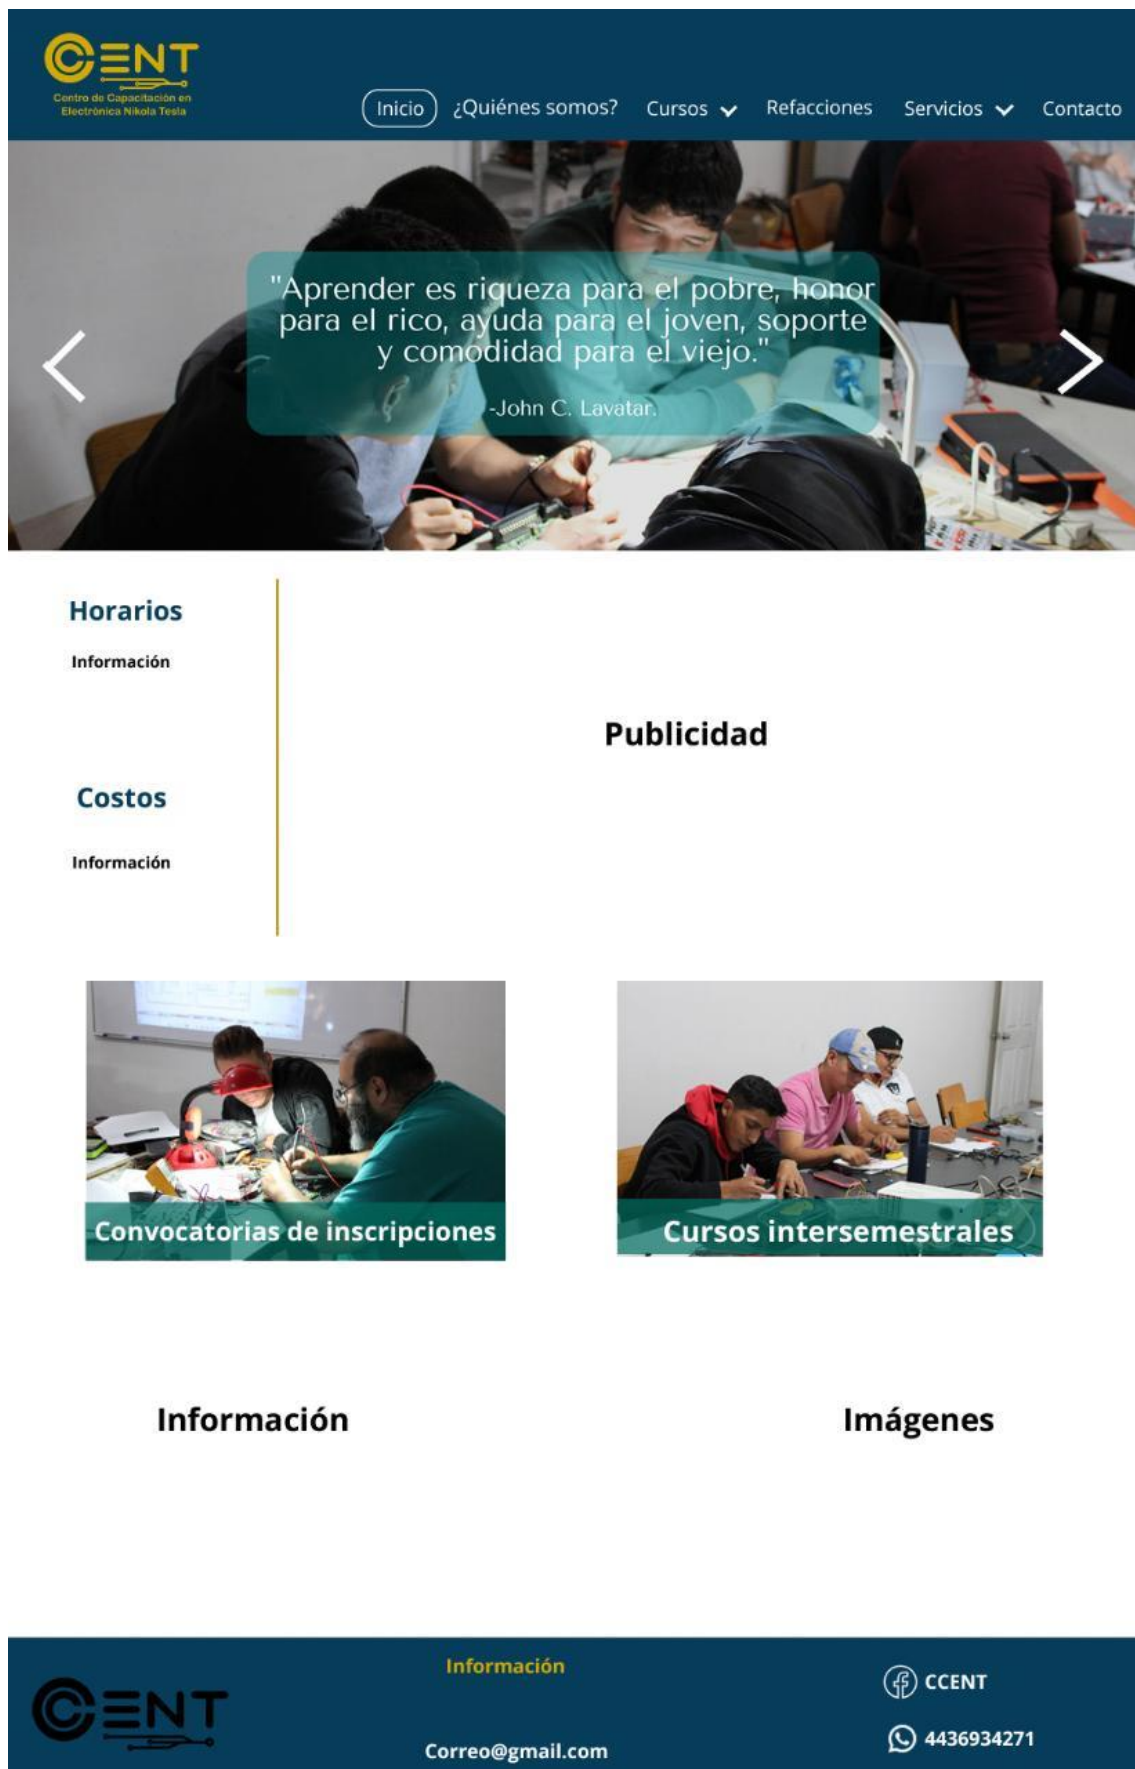 CCENT
Centro de Capacitación en
Electrónica Nikola Tesla
Inicio ¿Quiénes somos? Cursos Refacciones Servicios Contacto
"Aprender es riqueza para el pobre, honor
para el rico, ayuda para el joven, soporte
y comodidad para el viejo."
-John C. Lavatar.
Horarios
Información
Publicidad
Costos
Información
Convocatorias de inscripciones
Cursos intersemestrales
Información
Imágenes
CCENT
Información
Correo@gmail.com
CCENT
4436934271